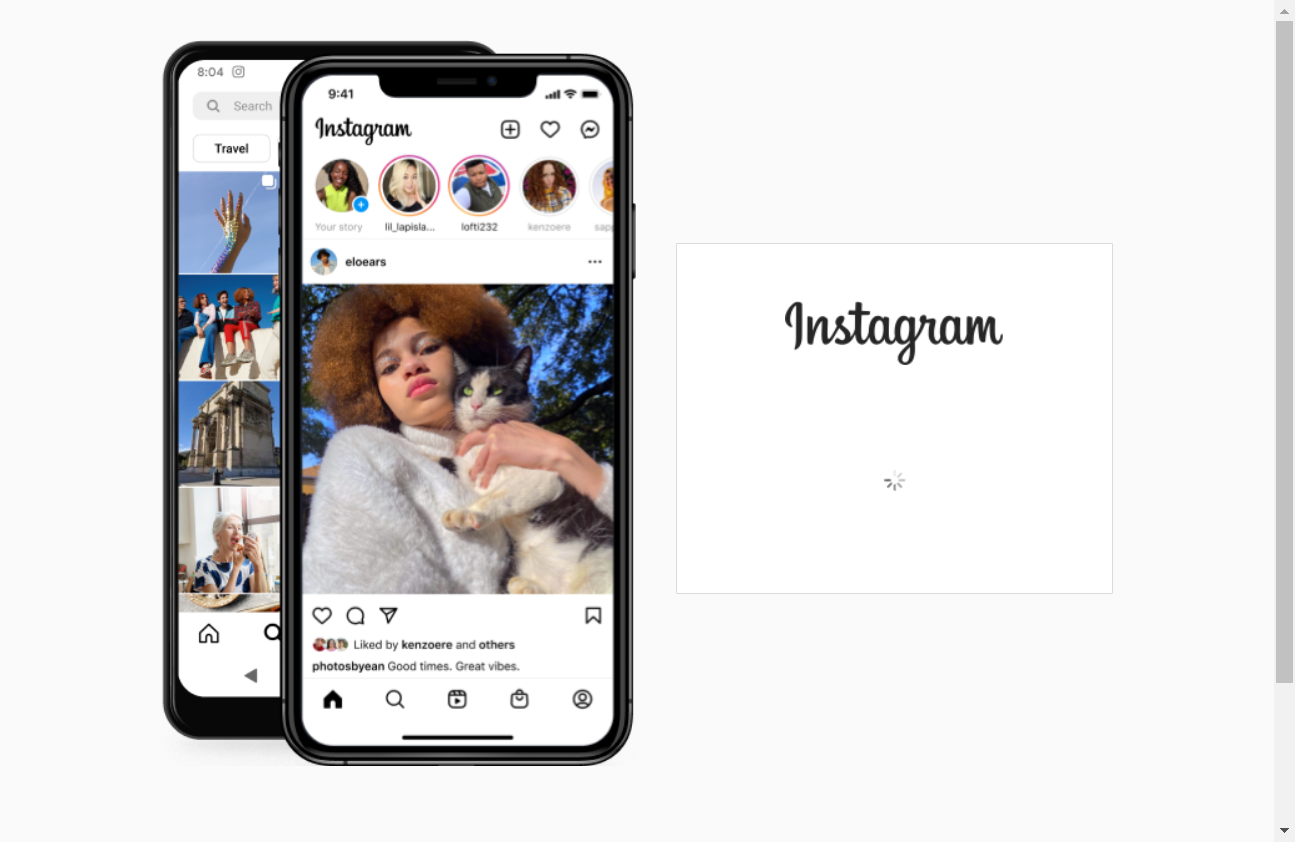 8:04
Search
Travel
9:41
Instagram
Your story
lil_lapisla...
lofti232
kenzoere
eloears
Liked by kenzoere and others
photosbyean Good times. Great vibes.
Instagram